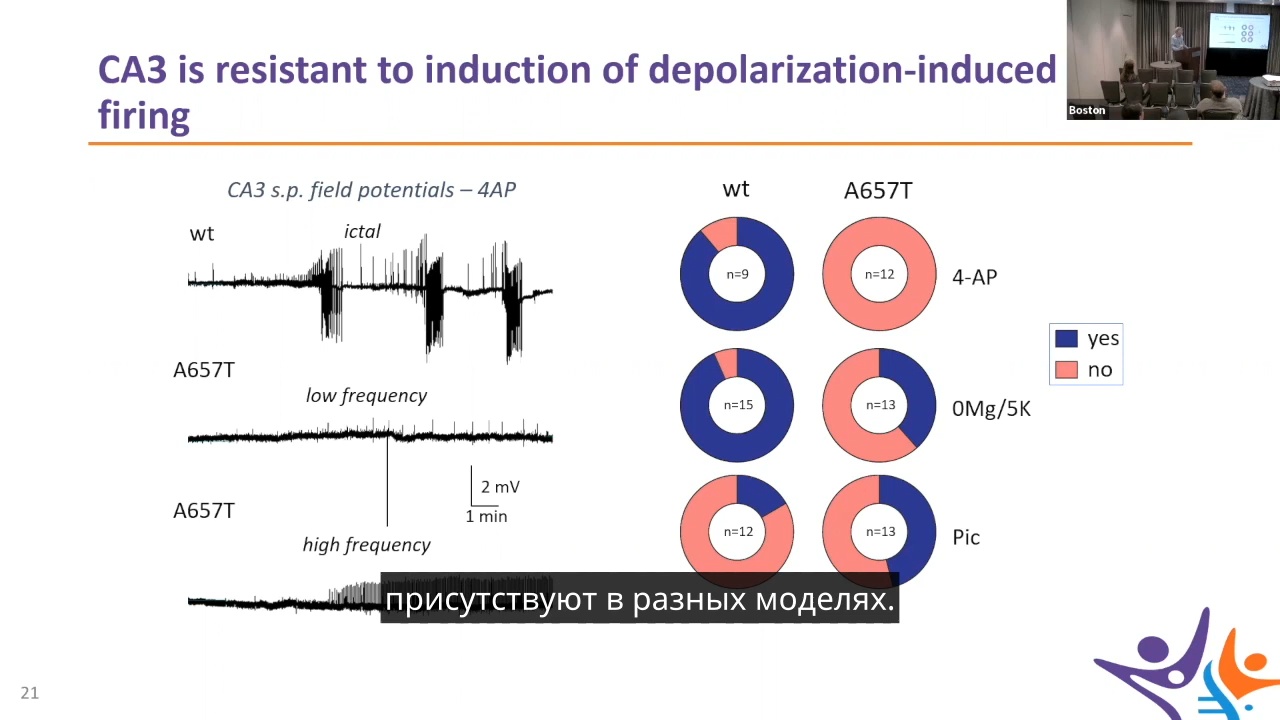 CA3 is resistant to induction of depolarization-induced
firing
Boston
CA3 s.p. field potentials – 4AP
wt
ictal
A657T
low frequency
2 mV
1 min
A657T
high frequency
wt
A657T
n=9
n=12
4-AP
n=15
n=13
0Mg/5K
n=12
n=13
Pic
yes
no
присутствуют в разных моделях.
21